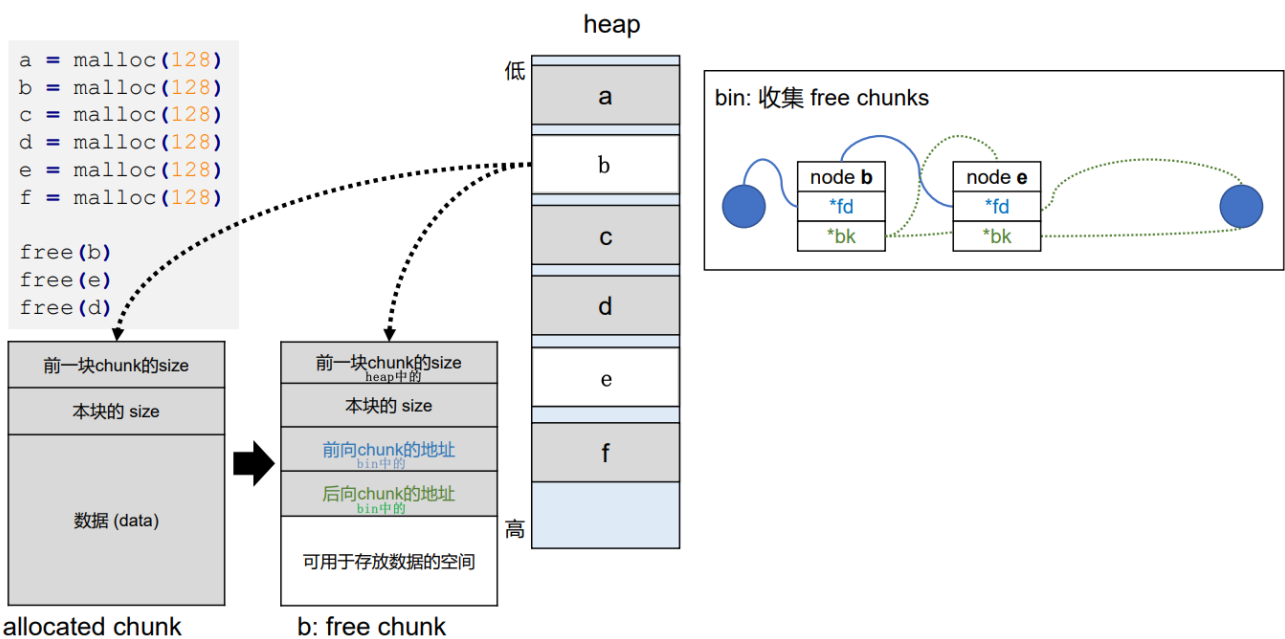 heap
a = malloc(128)
b = malloc(128)
c = malloc(128)
d = malloc(128)
e = malloc(128)
f = malloc(128)
free(b)
free(e)
free(d)
低
a
b
c
d
e
f
高
bin: 收集 free chunks
node b
*fd
*bk
node e
*fd
*bk
前一块chunk的size
本块的 size
数据 (data)
allocated chunk
前一块chunk的size
heap中的
本块的 size
前向chunk的地址
bin中的
后向chunk的地址
bin中的
可用于存放数据的空间
b: free chunk